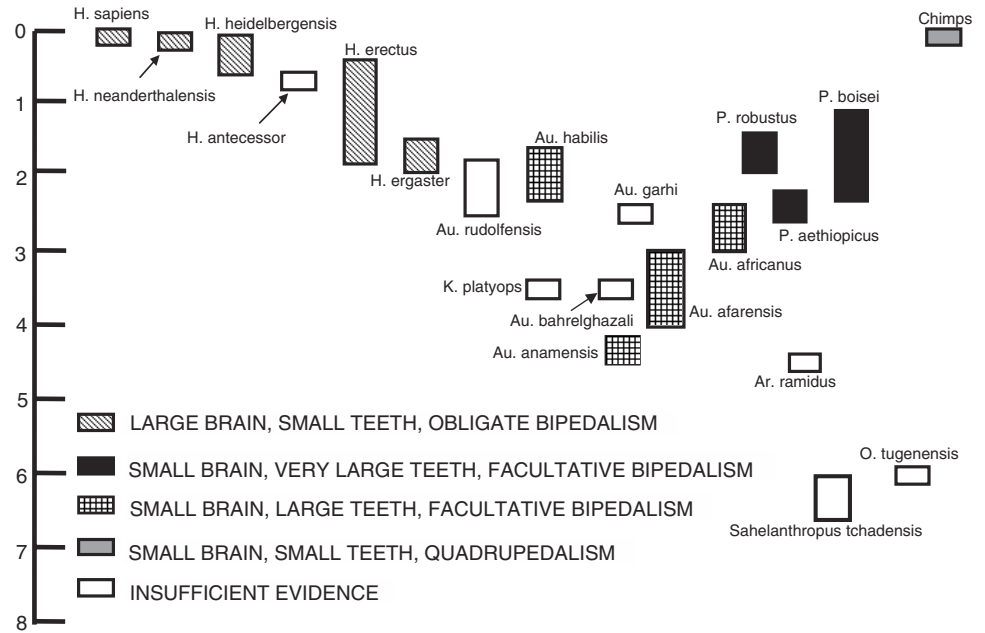 H. sapiens
H. heidelbergensis
Chimps
0
H. erectus
H. neanderthalensis
P. boisei
1
P. robustus
H. antecessor
Au. habilis
2
H. ergaster
Au. garhi
Au. rudolfensis
P. aethiopicus
3
Au. africanus
K. platyops
Au. bahrelghazali
Au. afarensis
4
Au. anamensis
Ar. ramidus
5
LARGE BRAIN, SMALL TEETH, OBLIGATE BIPEDALISM
O. tugenensis
6
SMALL BRAIN, VERY LARGE TEETH, FACULTATIVE BIPEDALISM
SMALL BRAIN, LARGE TEETH, FACULTATIVE BIPEDALISM
Sahelanthropus tchadensis
7
SMALL BRAIN, SMALL TEETH, QUADRUPEDALISM
INSUFFICIENT EVIDENCE
8